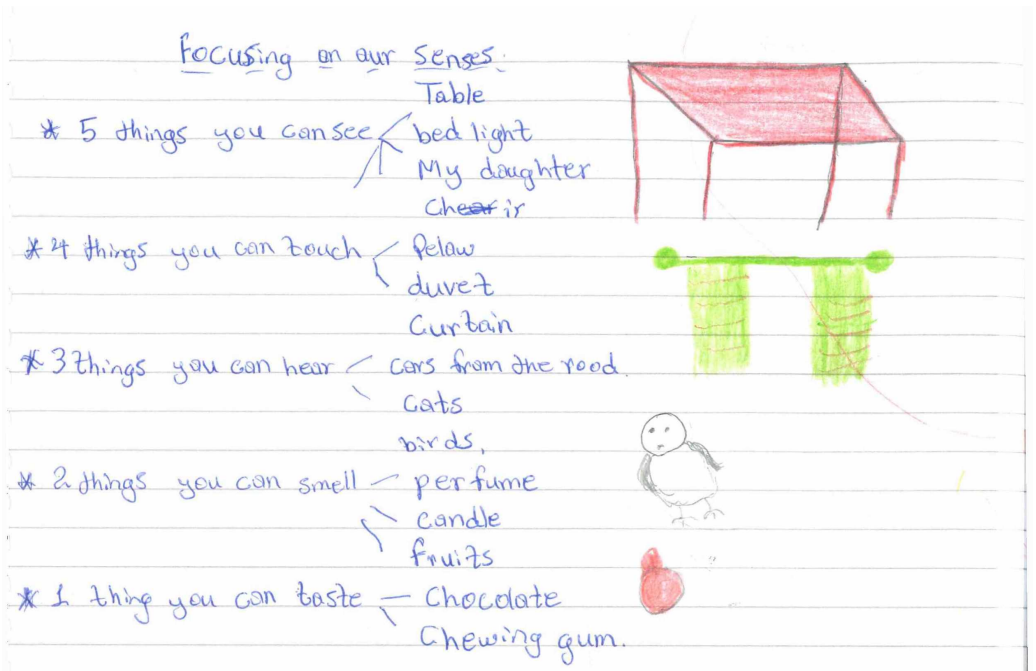 Focusing on our senses:
Table
* 5 things you can see bed light
My daughter
Cheir
* 4 things you can touch Pelow
duvet
Curtain
* 3 things you can hear cars from the rood.
Cats
birds,
* 2 things you can smell perfume
candle
fruits
* 1 thing you can taste Chocolate
Chewing gum.